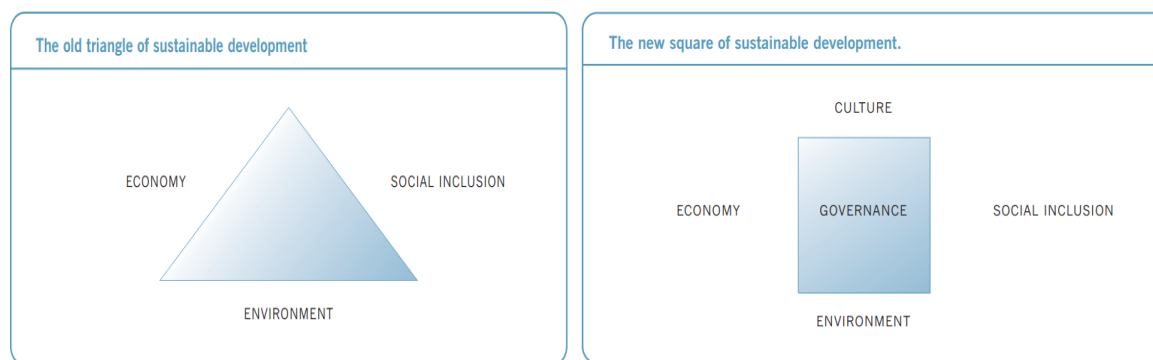 The old triangle of sustainable development
ECONOMY
SOCIAL INCLUSION
ENVIRONMENT
The new square of sustainable development.
CULTURE
ECONOMY
GOVERNANCE
SOCIAL INCLUSION
ENVIRONMENT